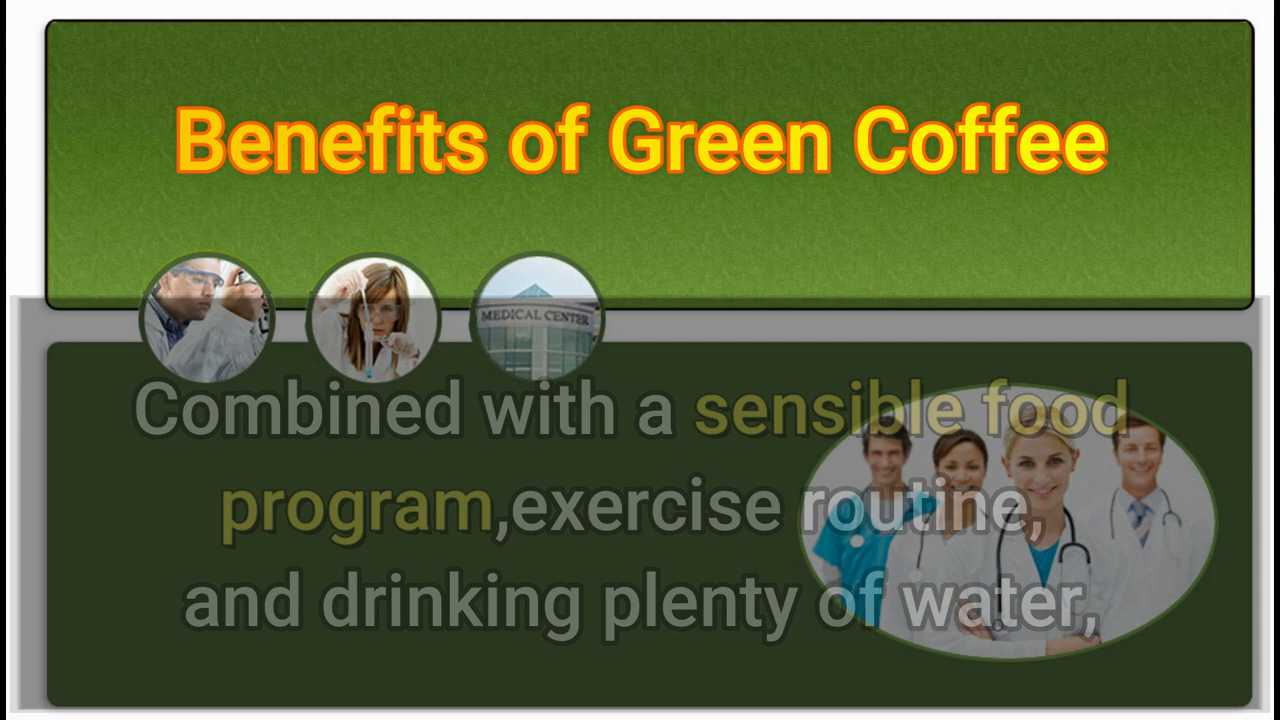 Benefits of Green Coffee
MEDICAL CENTER
Combined with a sensible food
program,exercise routine,
and drinking plenty of water,